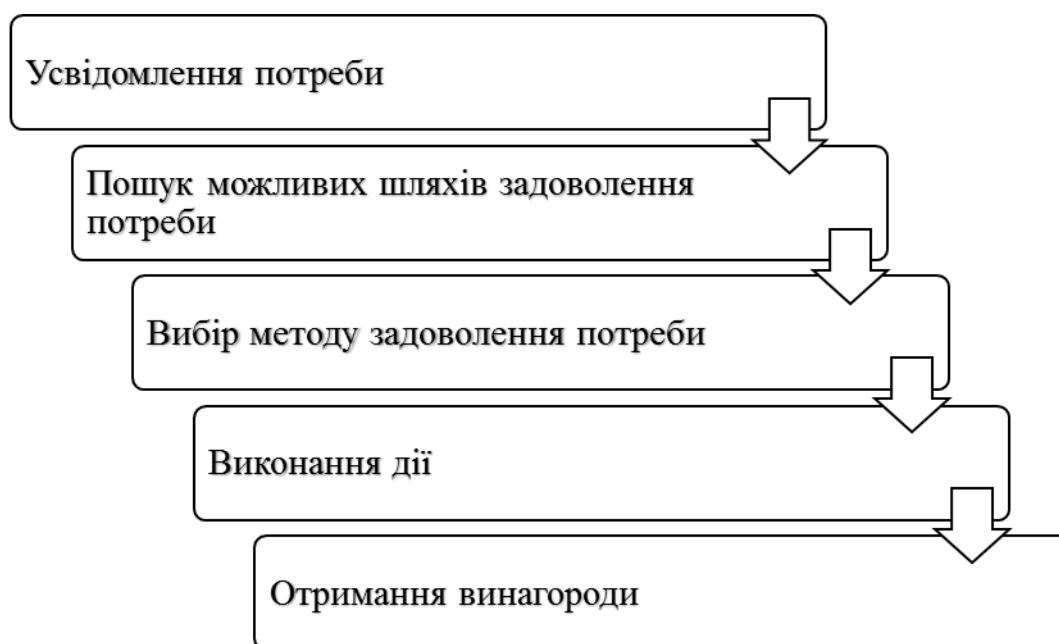 Усвідомлення потреби
Пошук можливих шляхів задоволення
потреби
Вибір методу задоволення потреби
Виконання дії
Отримання винагороди